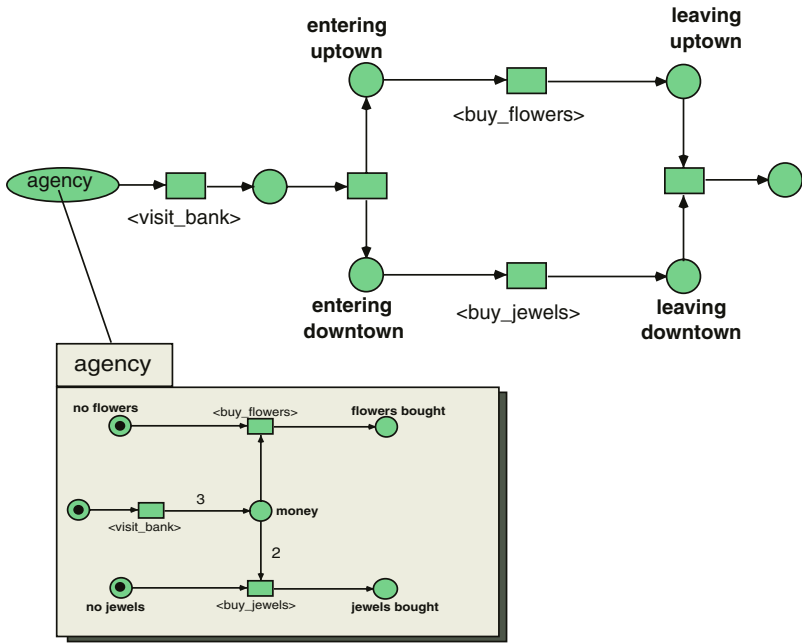 entering
uptown
leaving
uptown
<buy_flowers>
agency
<visit_bank>
<buy_jewels>
entering
downtown
leaving
downtown
agency
no flowers
<buy_flowers>
flowers bought
3
money
<visit_bank>
2
no jewels
<buy_jewels>
jewels bought